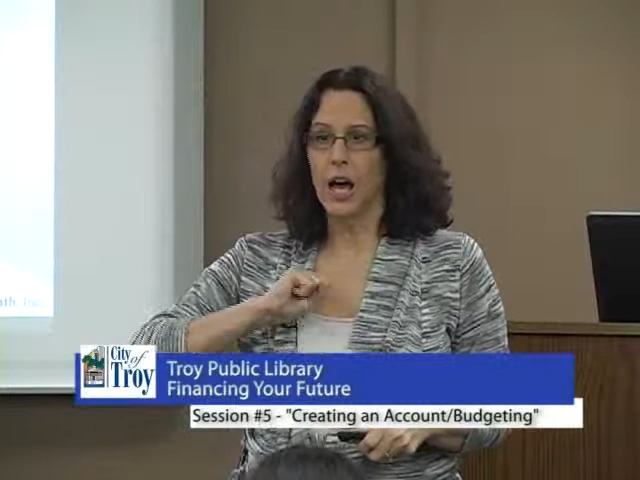 City of
Troy
Troy Public Library
Financing Your Future
Session #5 - "Creating an Account/Budgeting"